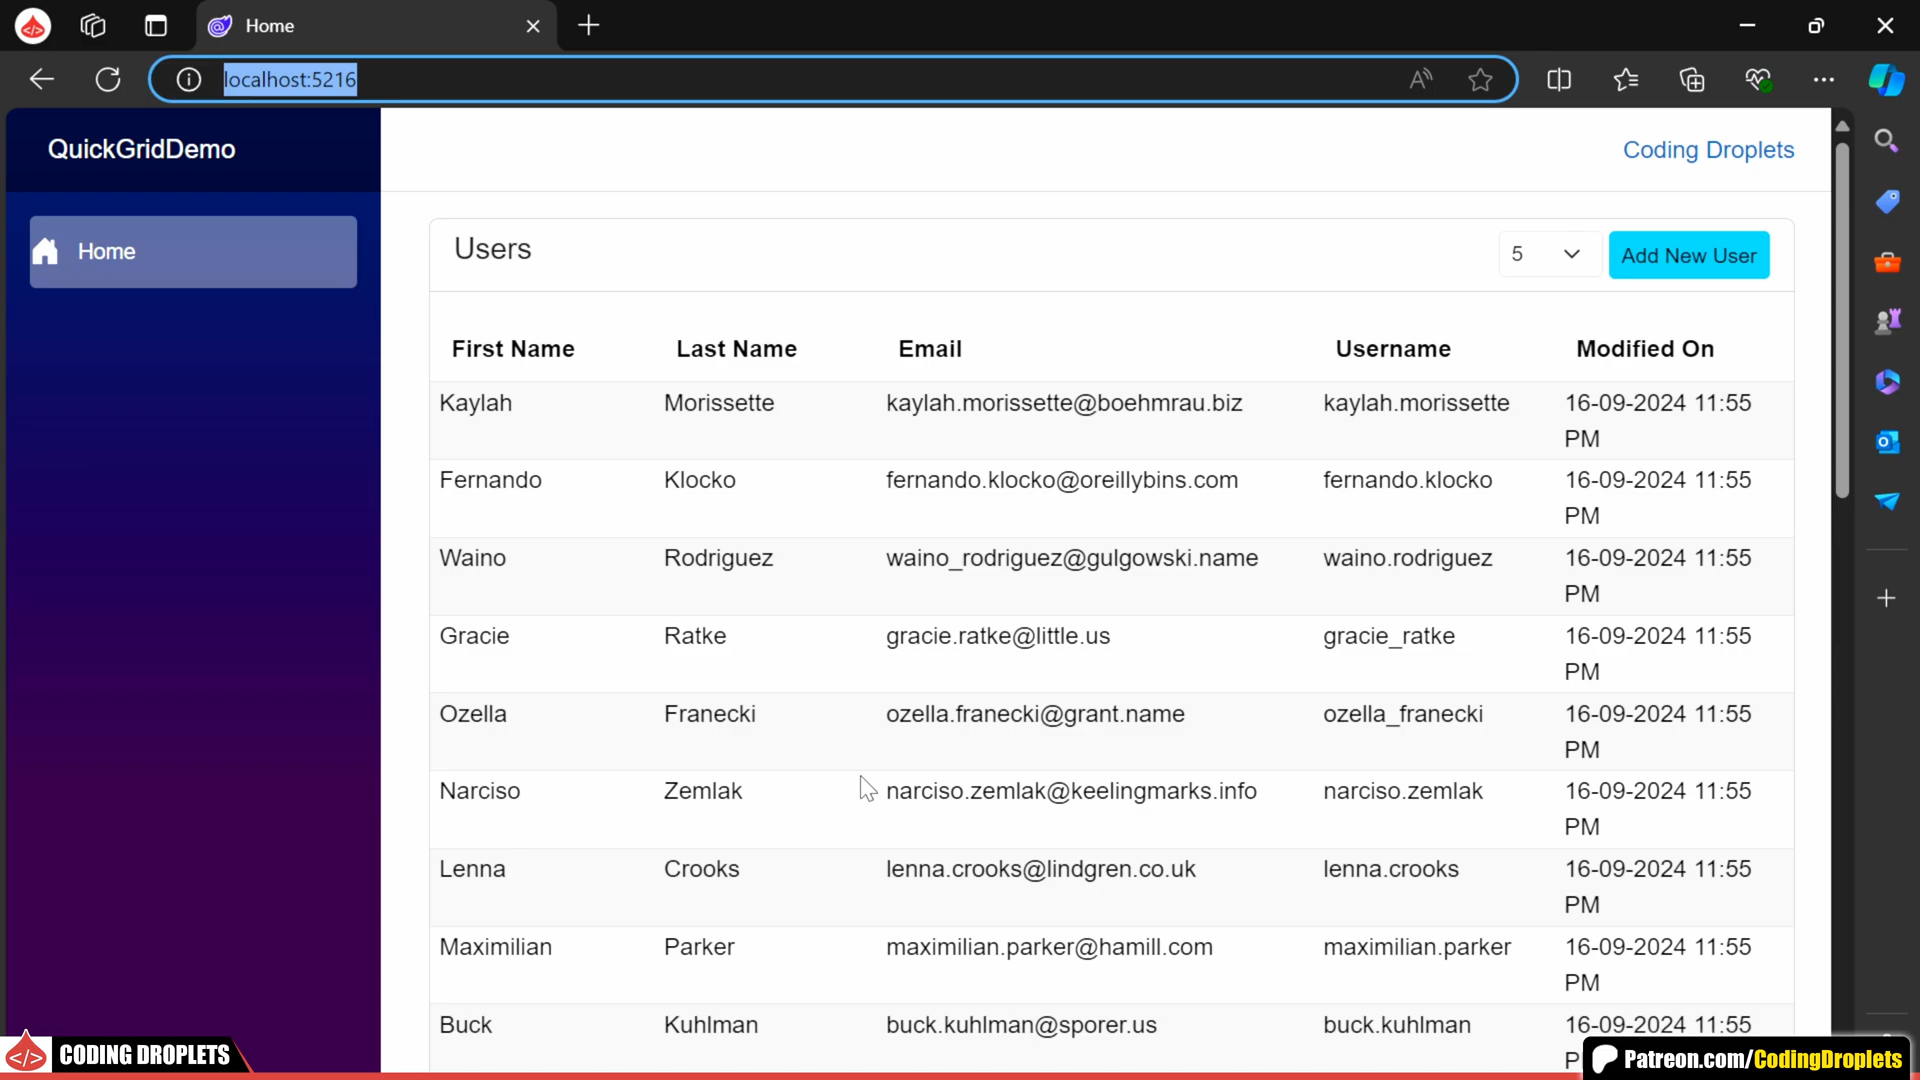 Home
localhost:5216
QuickGridDemo
Coding Droplets
Home
Users
5
Add New User
First Name Last Name Email Username Modified On
Kaylah Morissette kaylah.morissette@boehmrau.biz kaylah.morissette 16-09-2024 11:55
PM
Fernando Klocko fernando.klocko@oreillybins.com fernando.klocko 16-09-2024 11:55
PM
Waino Rodriguez waino_rodriguez@gulgowski.name waino.rodriguez 16-09-2024 11:55
PM
Gracie Ratke gracie.ratke@little.us gracie_ratke 16-09-2024 11:55
PM
Ozella Franecki ozella.franecki@grant.name ozella_franecki 16-09-2024 11:55
PM
Narciso Zemlak narciso.zemlak@keelingmarks.info narciso.zemlak 16-09-2024 11:55
PM
Lenna Crooks lenna.crooks@lindgren.co.uk lenna.crooks 16-09-2024 11:55
PM
Maximilian Parker maximilian.parker@hamill.com maximilian.parker 16-09-2024 11:55
PM
Buck Kuhlman buck.kuhlman@sporer.us buck.kuhlman 16-09-2024 11:55
CODING DROPLETS
Patreon.com/CodingDroplets